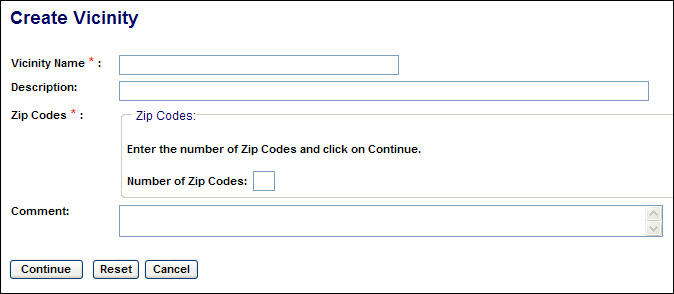 Create Vicinity
Vicinity Name * :
Description:
Zip Codes * :
Zip Codes:
Enter the number of Zip Codes and click on Continue.
Number of Zip Codes:
Comment:
Continue Reset Cancel